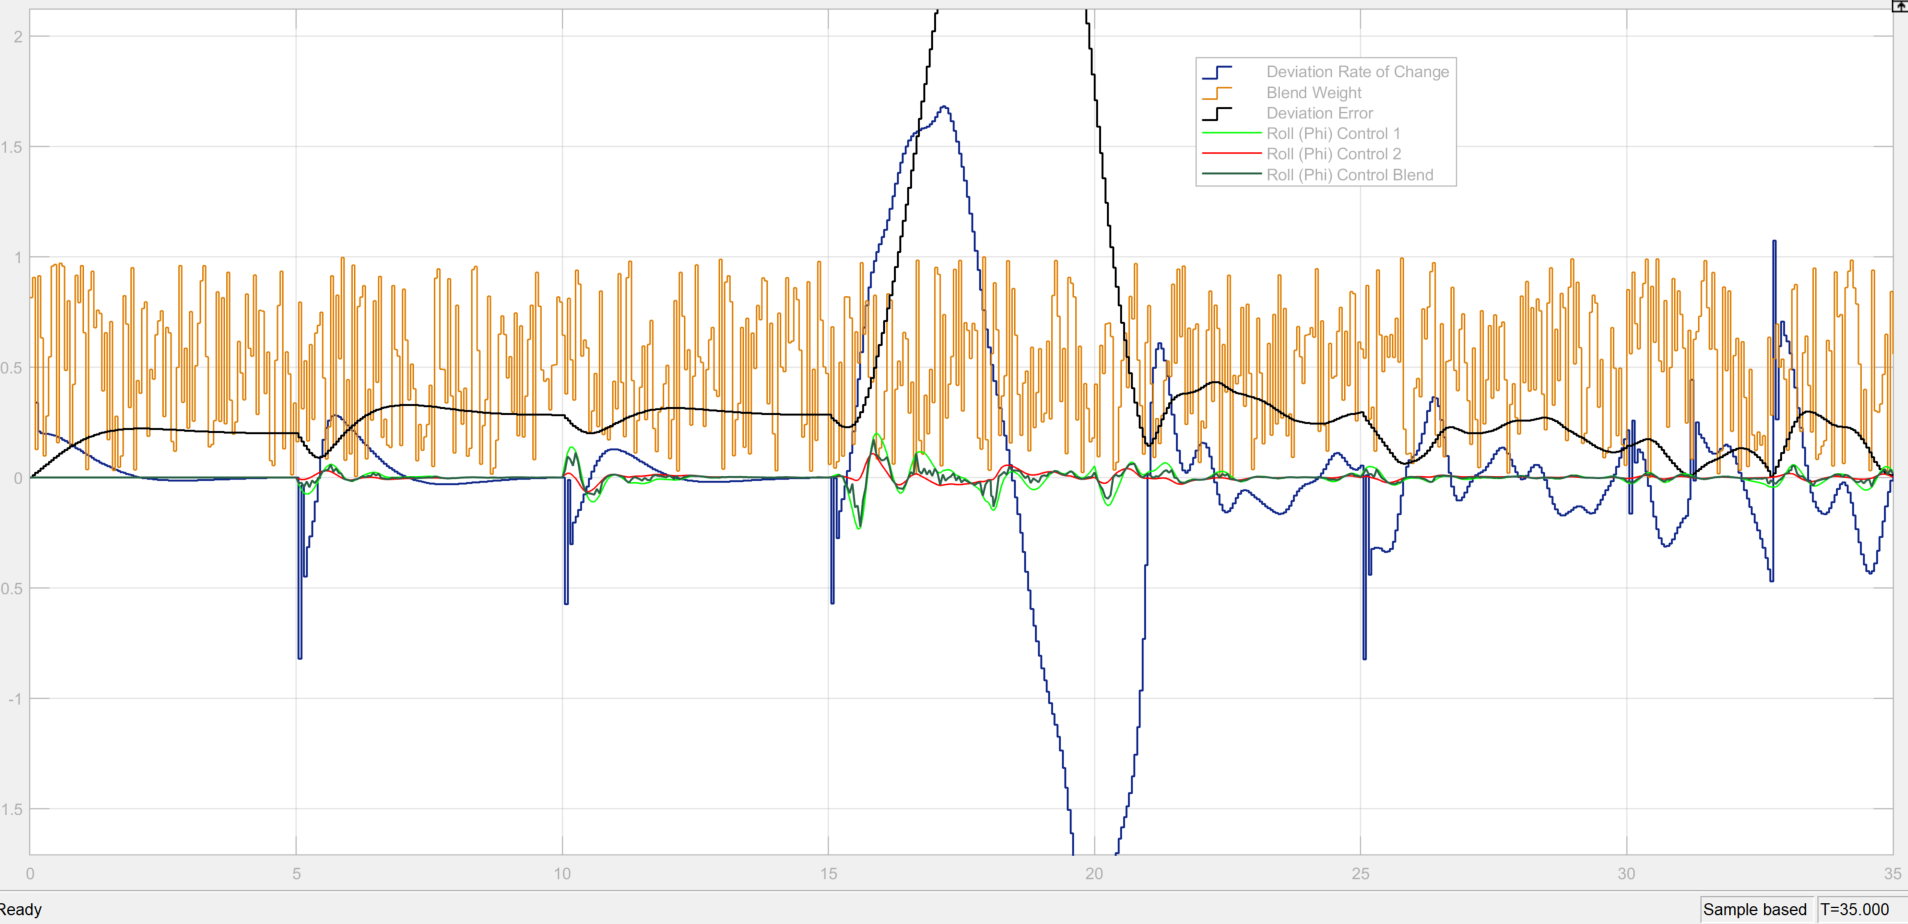 2
1.5
1
0.5
0
0.5
-1
1.5
0
5
10
15
20
25
30
35
Deviation Rate of Change
Blend Weight
Deviation Error
Roll (Phi) Control 1
Roll (Phi) Control 2
Roll (Phi) Control Blend
Ready
Sample based
T=35.000